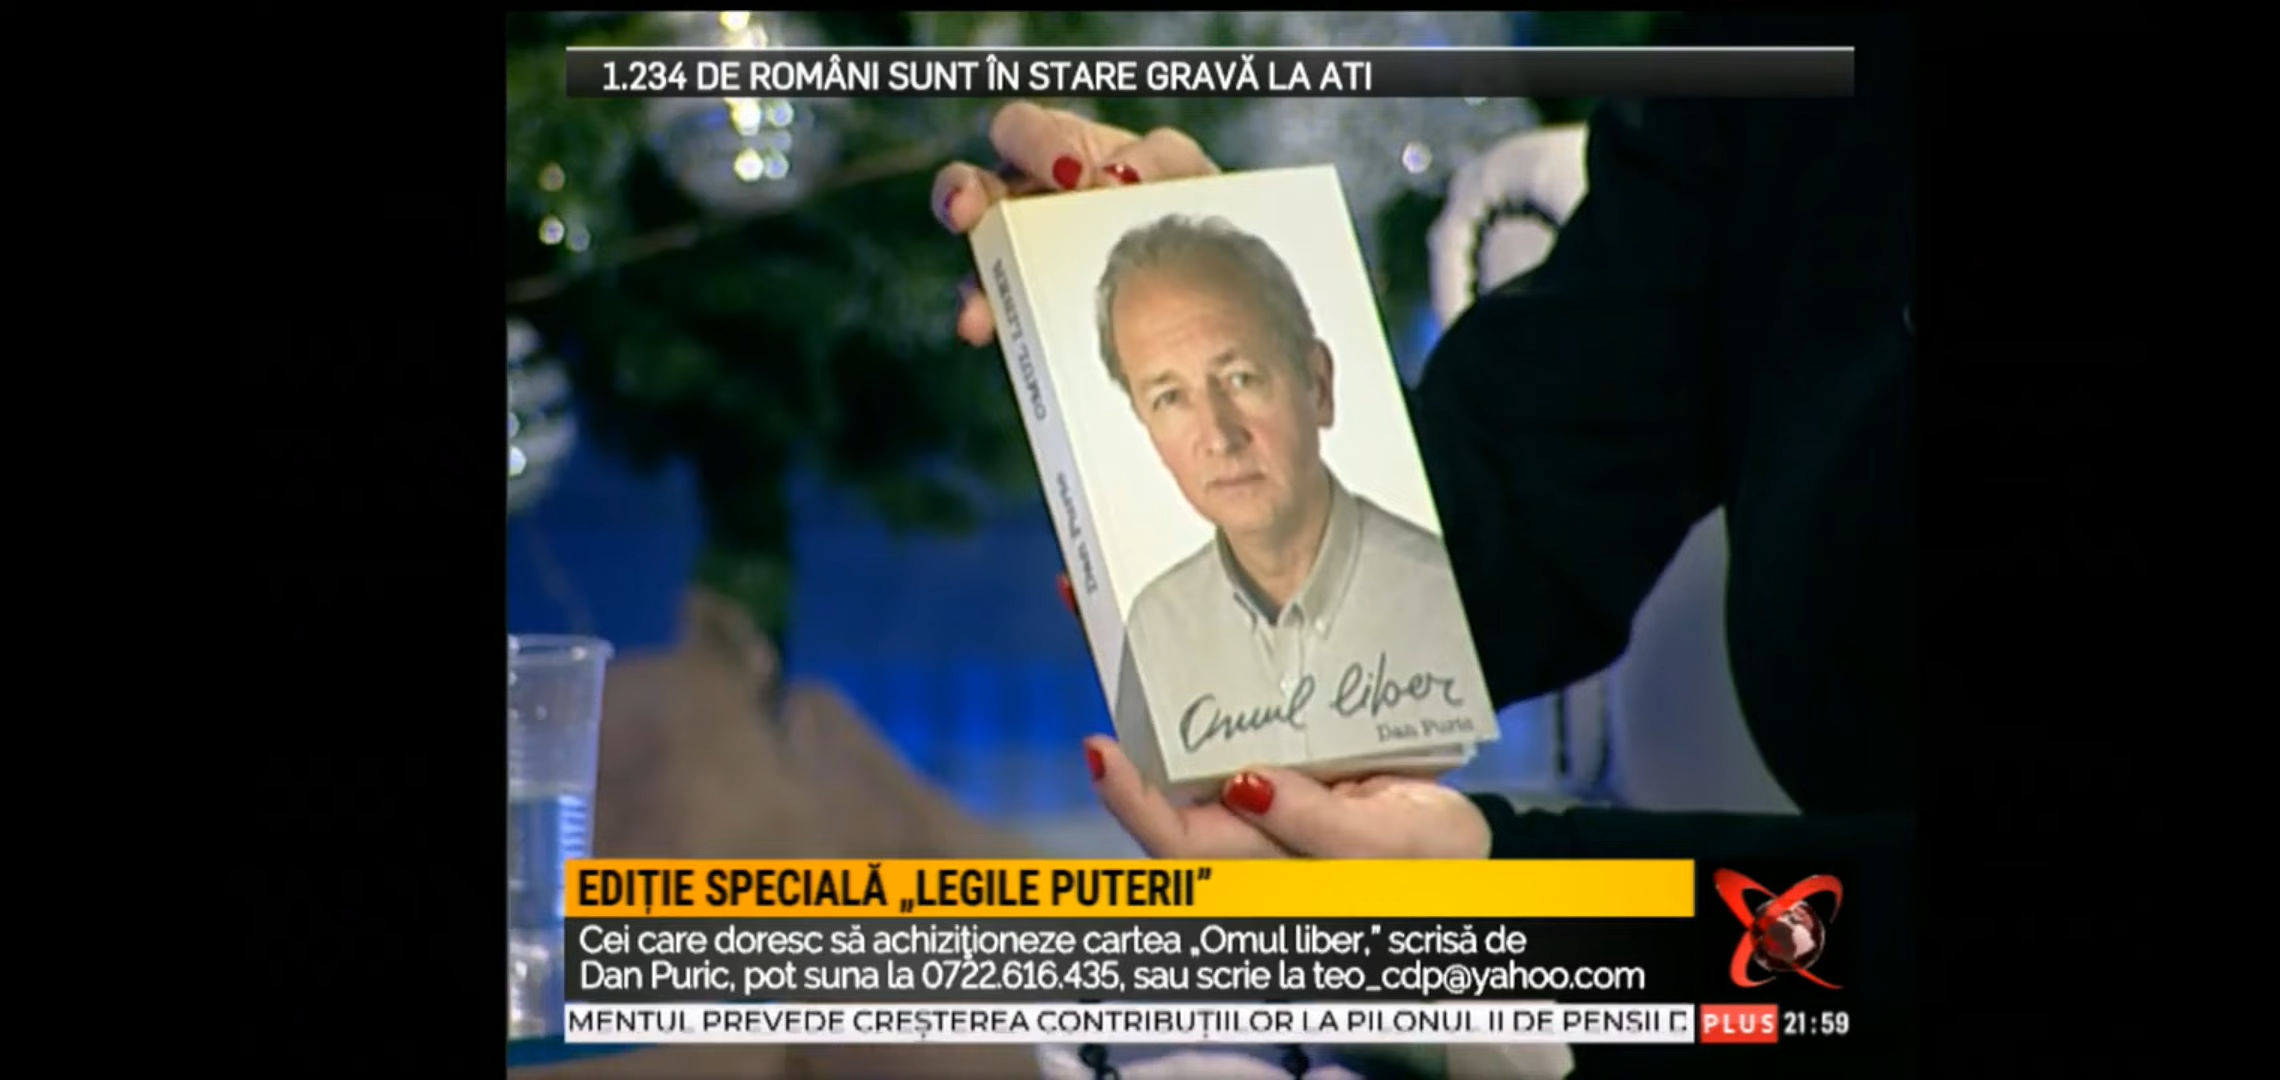 1.234 DE ROMÂNI SUNT ÎN STARE GRAVĂ LA ATI
OMUL LIBER
Dan Puric
Omul liber
Dan Puric
EDIȚIE SPECIALĂ „LEGILE PUTERII”
Cei care doresc să achiziţioneze cartea „Omul liber,” scrisă de
Dan Puric, pot suna la 0722.616.435, sau scrie la teo_cdp@yahoo.com
MENTUL PREVEDE CREȘTEREA CONTRIBUȚIILOR LA PILONUL II DE PENSII
PLUS 21:59